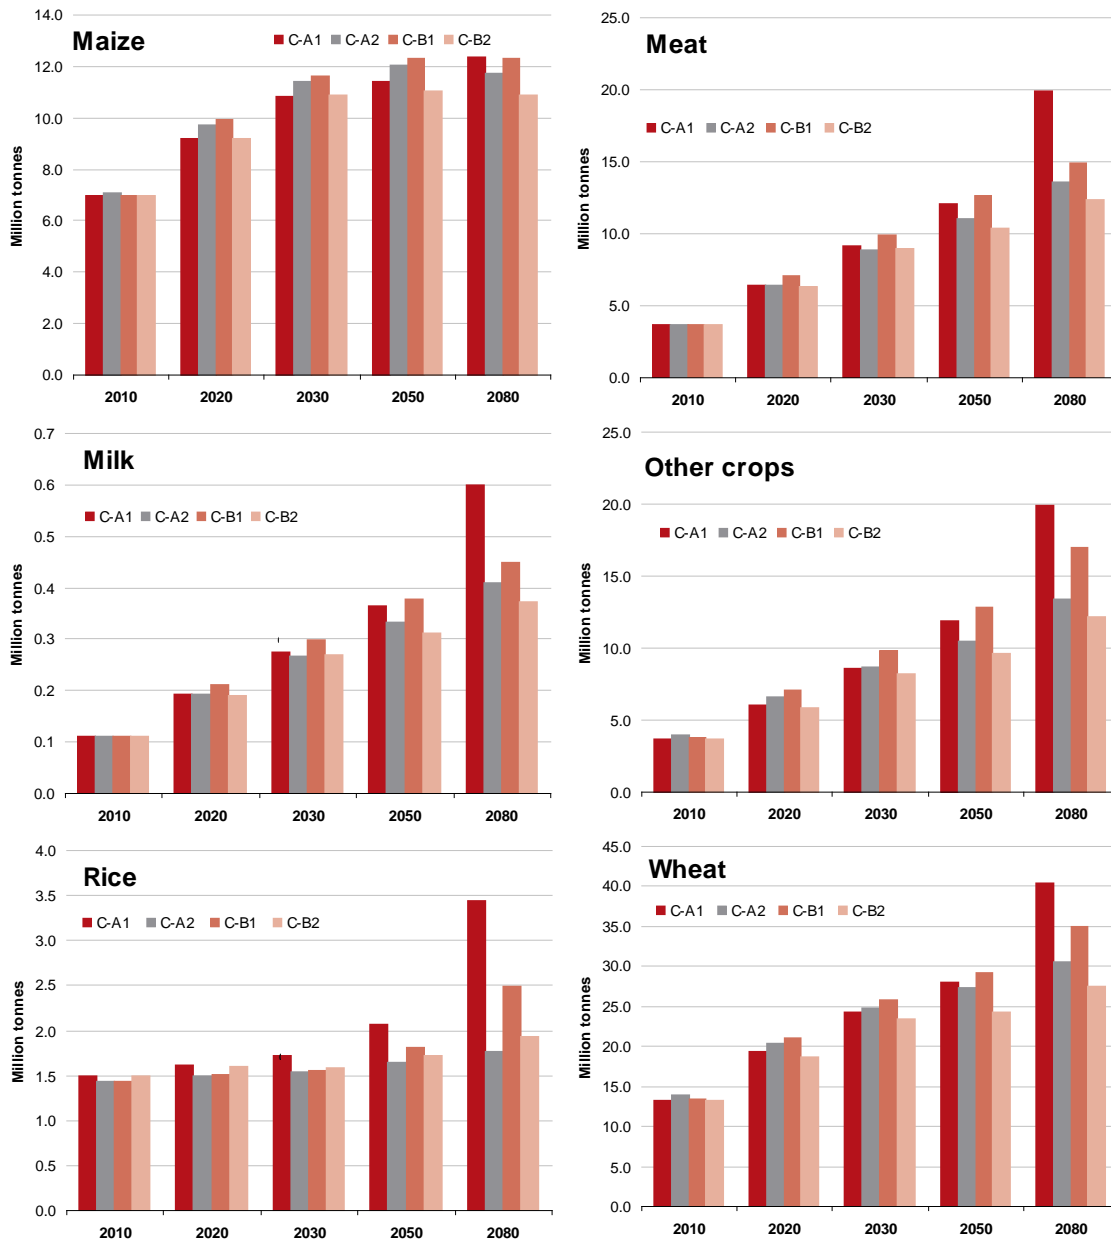 Maize
C-A1 C-A2 C-B1 C-B2
Million tonnes
14.0
12.0
10.0
8.0
6.0
4.0
2.0
0.0
2010 2020 2030 2050 2080
Meat
C-A1 C-A2 C-B1 C-B2
Million tonnes
25.0
20.0
15.0
10.0
5.0
0.0
2010 2020 2030 2050 2080
Milk
C-A1 C-A2 C-B1 C-B2
Million tonnes
0.7
0.6
0.5
0.4
0.3
0.2
0.1
0.0
2010 2020 2030 2050 2080
Other crops
C-A1 C-A2 C-B1 C-B2
Million tonnes
25.0
20.0
15.0
10.0
5.0
0.0
2010 2020 2030 2050 2080
Rice
C-A1 C-A2 C-B1 C-B2
Million tonnes
4.0
3.5
3.0
2.5
2.0
1.5
1.0
0.5
0.0
2010 2020 2030 2050 2080
Wheat
C-A1 C-A2 C-B1 C-B2
Million tonnes
45.0
40.0
35.0
30.0
25.0
20.0
15.0
10.0
5.0
0.0
2010 2020 2030 2050 2080